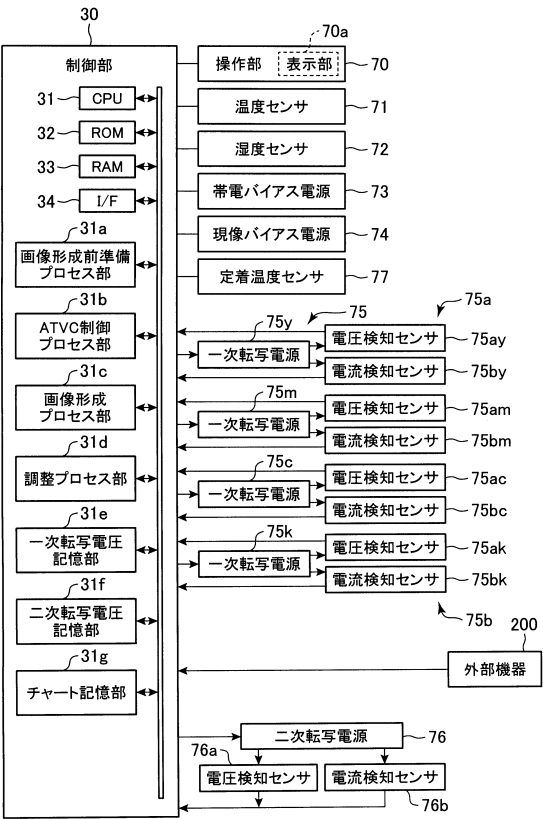 30
制御部
31 CPU
32 ROM
33 RAM
34 I/F
31a
画像形成前準備
プロセス部
31b
ATVC制御
プロセス部
31c
画像形成
プロセス部
31d
調整プロセス部
31e
一次転写電圧
記憶部
31f
二次転写電圧
記憶部
31g
チャート記憶部
70a
操作部 表示部 70
温度センサ 71
湿度センサ 72
帯電バイアス電源 73
現像バイアス電源 74
定着温度センサ 77
75 75a
75y
一次転写電源
電圧検知センサ 75ay
電流検知センサ 75by
75m
一次転写電源
電圧検知センサ 75am
電流検知センサ 75bm
75c
一次転写電源
電圧検知センサ 75ac
電流検知センサ 75bc
75k
一次転写電源
電圧検知センサ 75ak
電流検知センサ 75bk
75b
200
外部機器
二次転写電源 76
76a
電圧検知センサ
電流検知センサ
76b